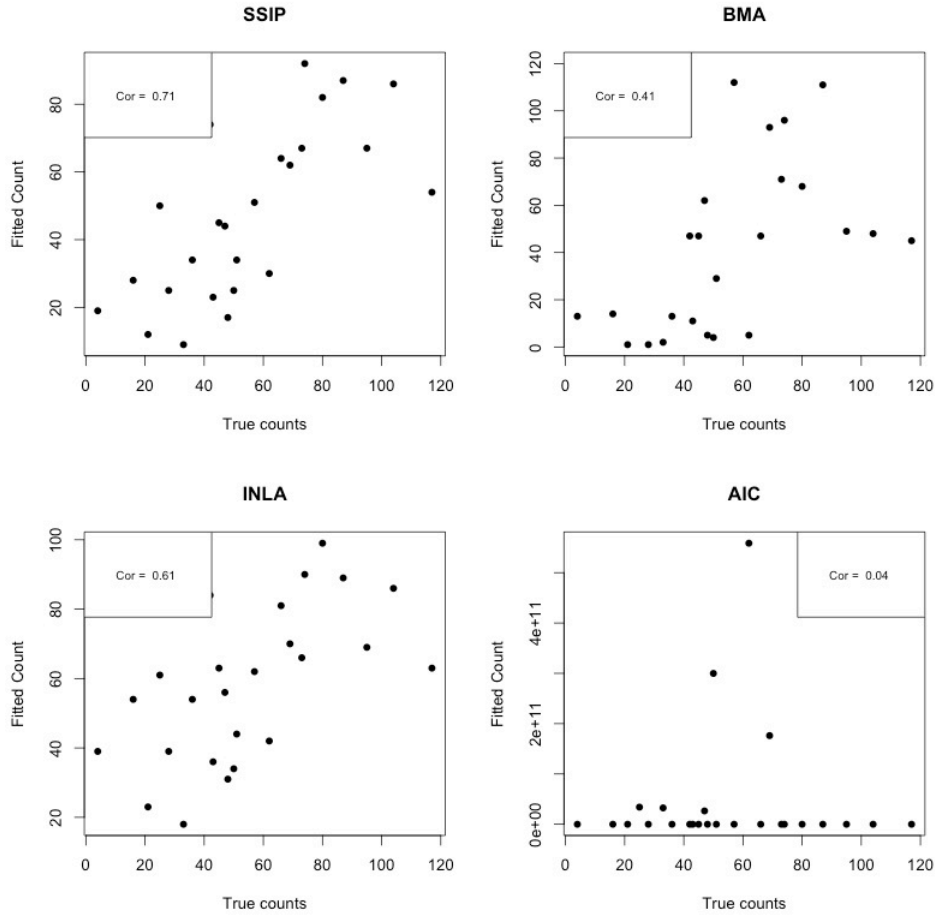 SSIP
Cor = 0.71
Fitted Count
80
60
40
20
0 20 40 60 80 100 120
True counts
BMA
Cor = 0.41
Fitted Count
120
100
80
60
40
20
0
0 20 40 60 80 100 120
True counts
INLA
Cor = 0.61
Fitted Count
100
80
60
40
20
0 20 40 60 80 100 120
True counts
AIC
Cor = 0.04
Fitted Count
4e+11
2e+11
0e+00
0 20 40 60 80 100 120
True counts